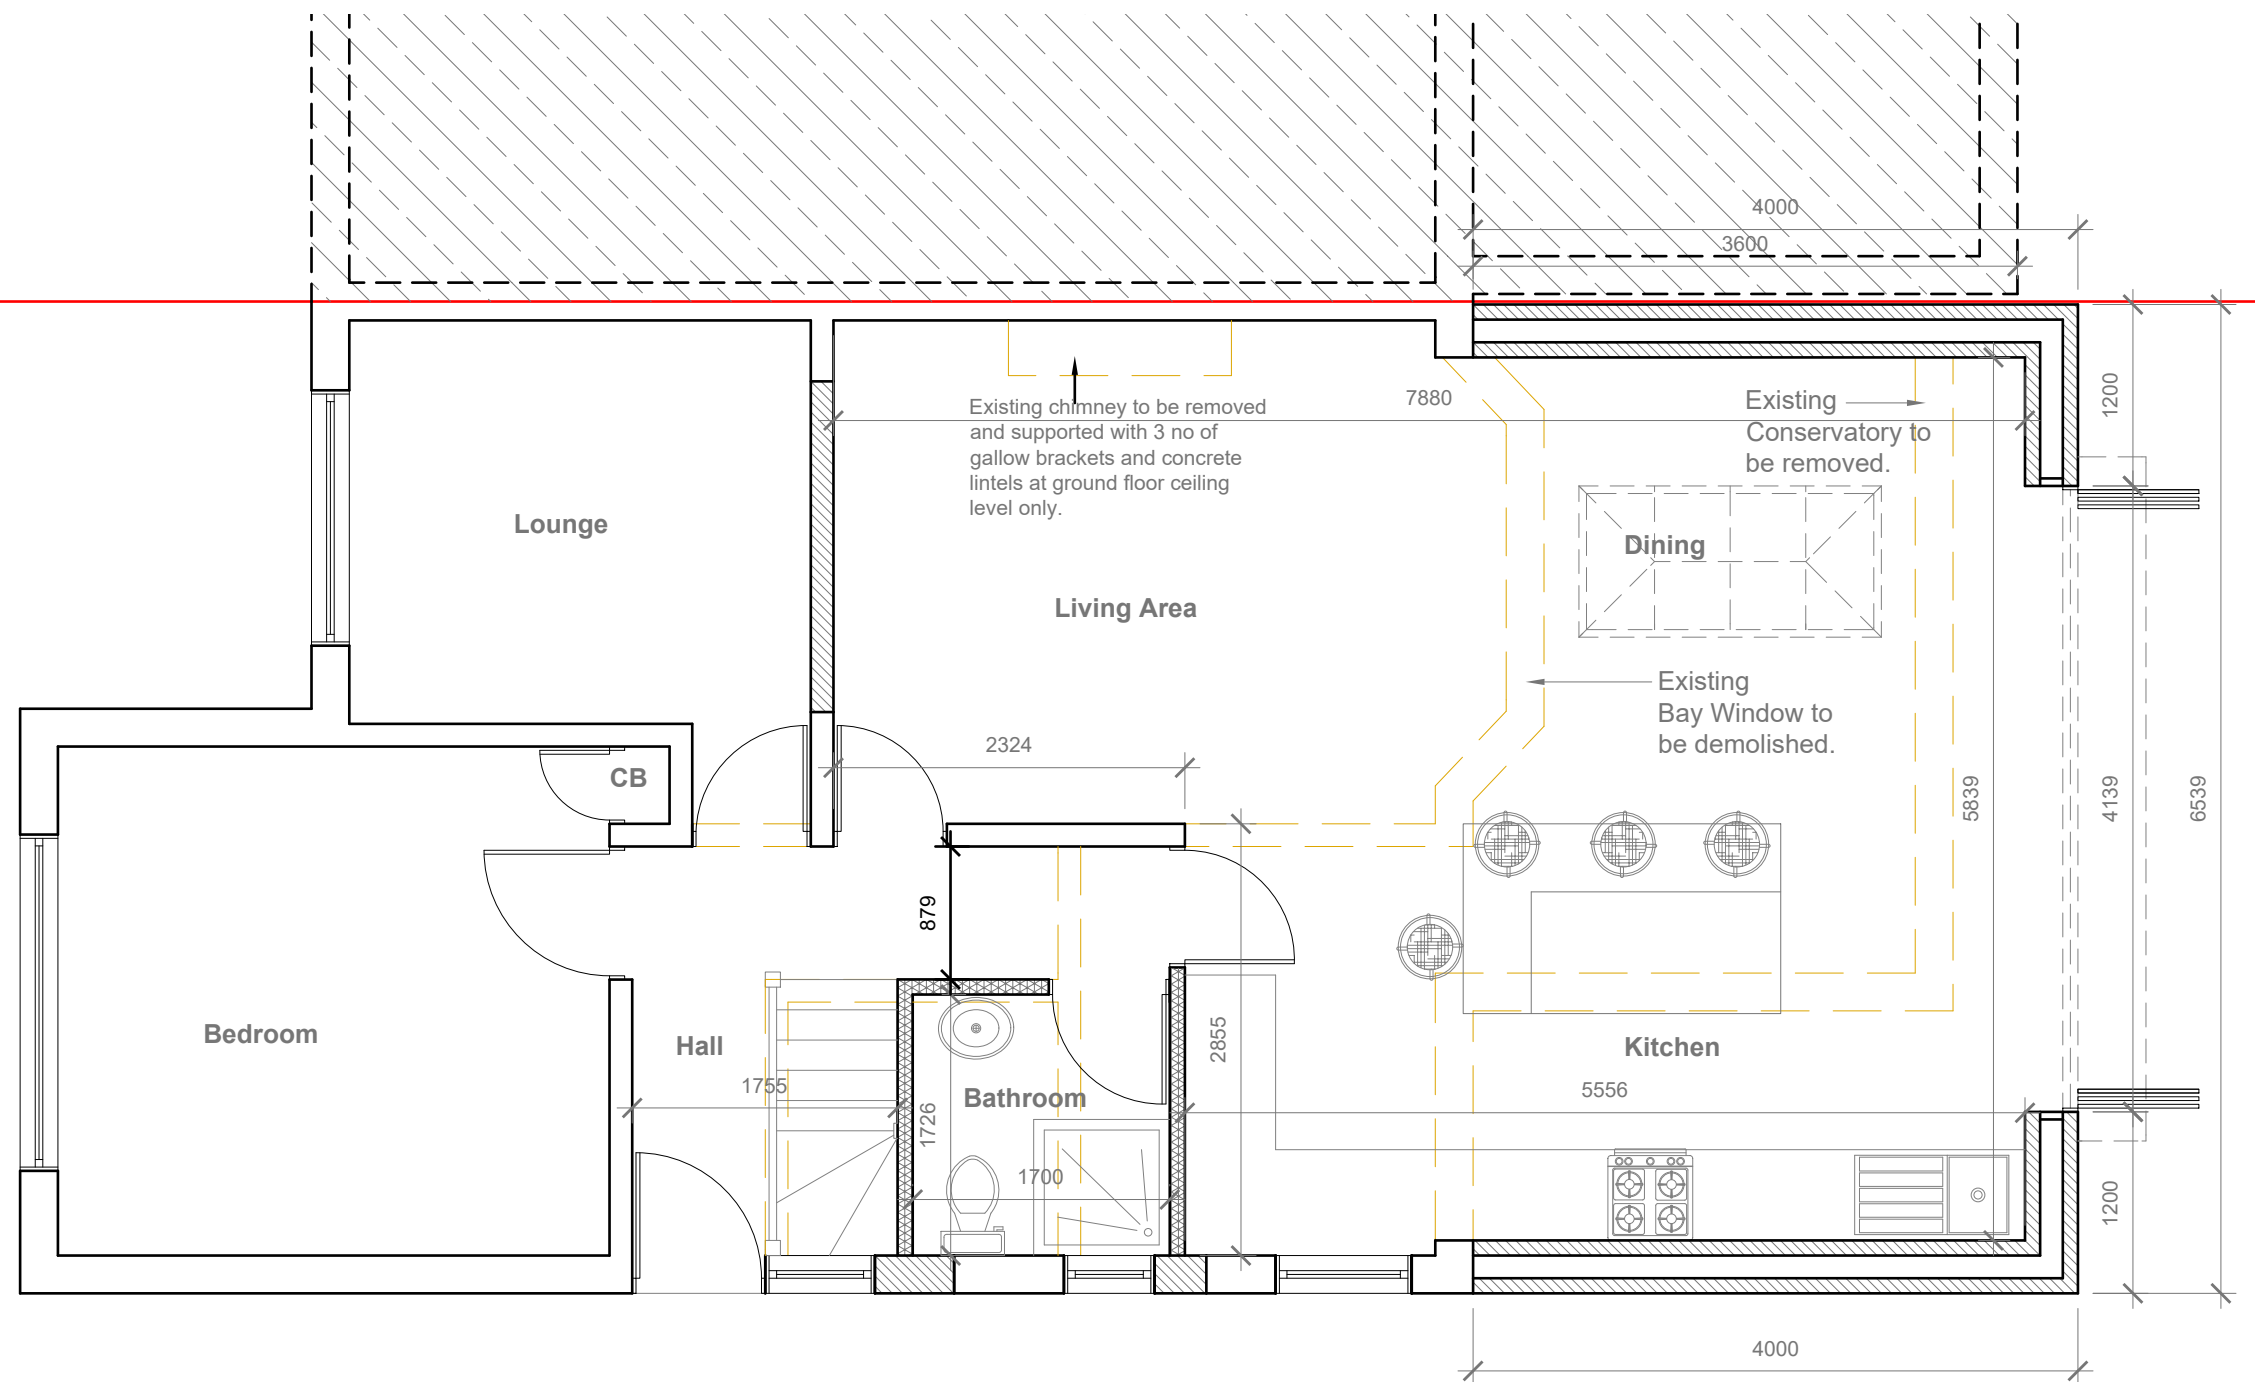 4000
3600
Existing chimney to be removed
and supported with 3 no of
gallow brackets and concrete
lintels at ground floor ceiling
level only.
7880
Existing
Conservatory to
be removed.
1200
Lounge
Dining
Living Area
Existing
Bay Window to
be demolished.
2324
CB
5839
4139
6539
879
Bedroom
Hall
2855
Kitchen
1755
Bathroom
5556
1726
1700
1200
4000